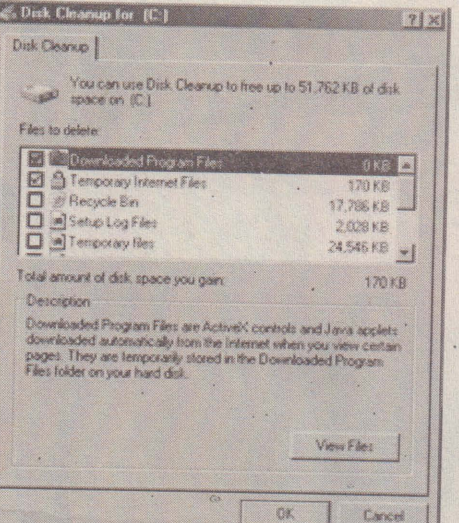 Disk Cleanup for (C:)
Disk Cleanup
You can use Disk Cleanup to free up to 51,762 KB of disk
space on (C:).
Files to delete:
Downloaded Program Files 0 KB
Temporary Internet Files 170 KB
Recycle Bin 17,786 KB
Setup Log Files 2,028 KB
Temporary files 24,546 KB
Total amount of disk space you gain: 170 KB
Description
Downloaded Program Files are ActiveX controls and Java applets
downloaded automatically from the Internet when you view certain
pages. They are temporarily stored in the Downloaded Program
Files folder on your hard disk.
View Files
OK Cancel